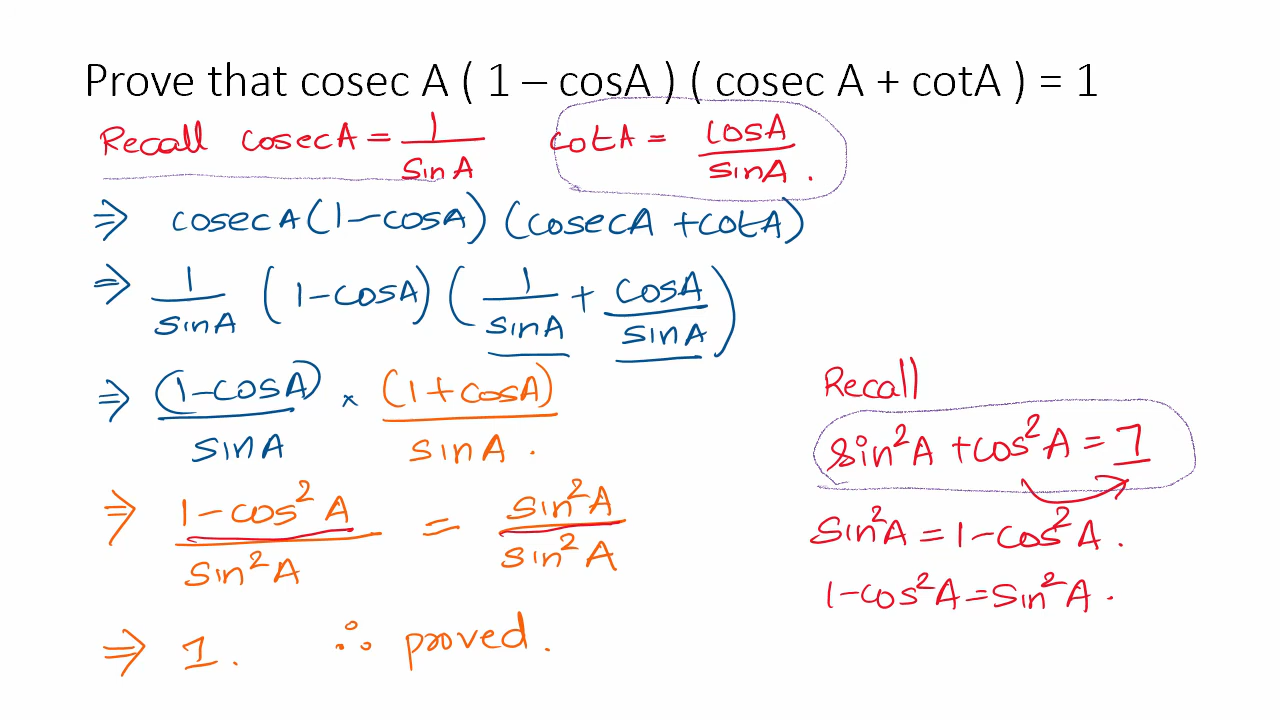 Prove that cosec A ( 1 – cosA ) ( cosec A + cotA ) = 1
Recall cosecA = 1/sinA cotA = cosA/sinA .
⇒ cosecA(1-cosA) (cosecA + cotA)
⇒ 1/sinA (1-cosA) (1/sinA + cosA/sinA)
⇒ (1-cosA)/sinA × (1+cosA)/sinA .
⇒ 1-cos²A/sin²A = sin²A/sin²A
⇒ 1. ∴ proved.
Recall
sin²A + cos²A = 1
sin²A = 1-cos²A .
1-cos²A = sin²A .